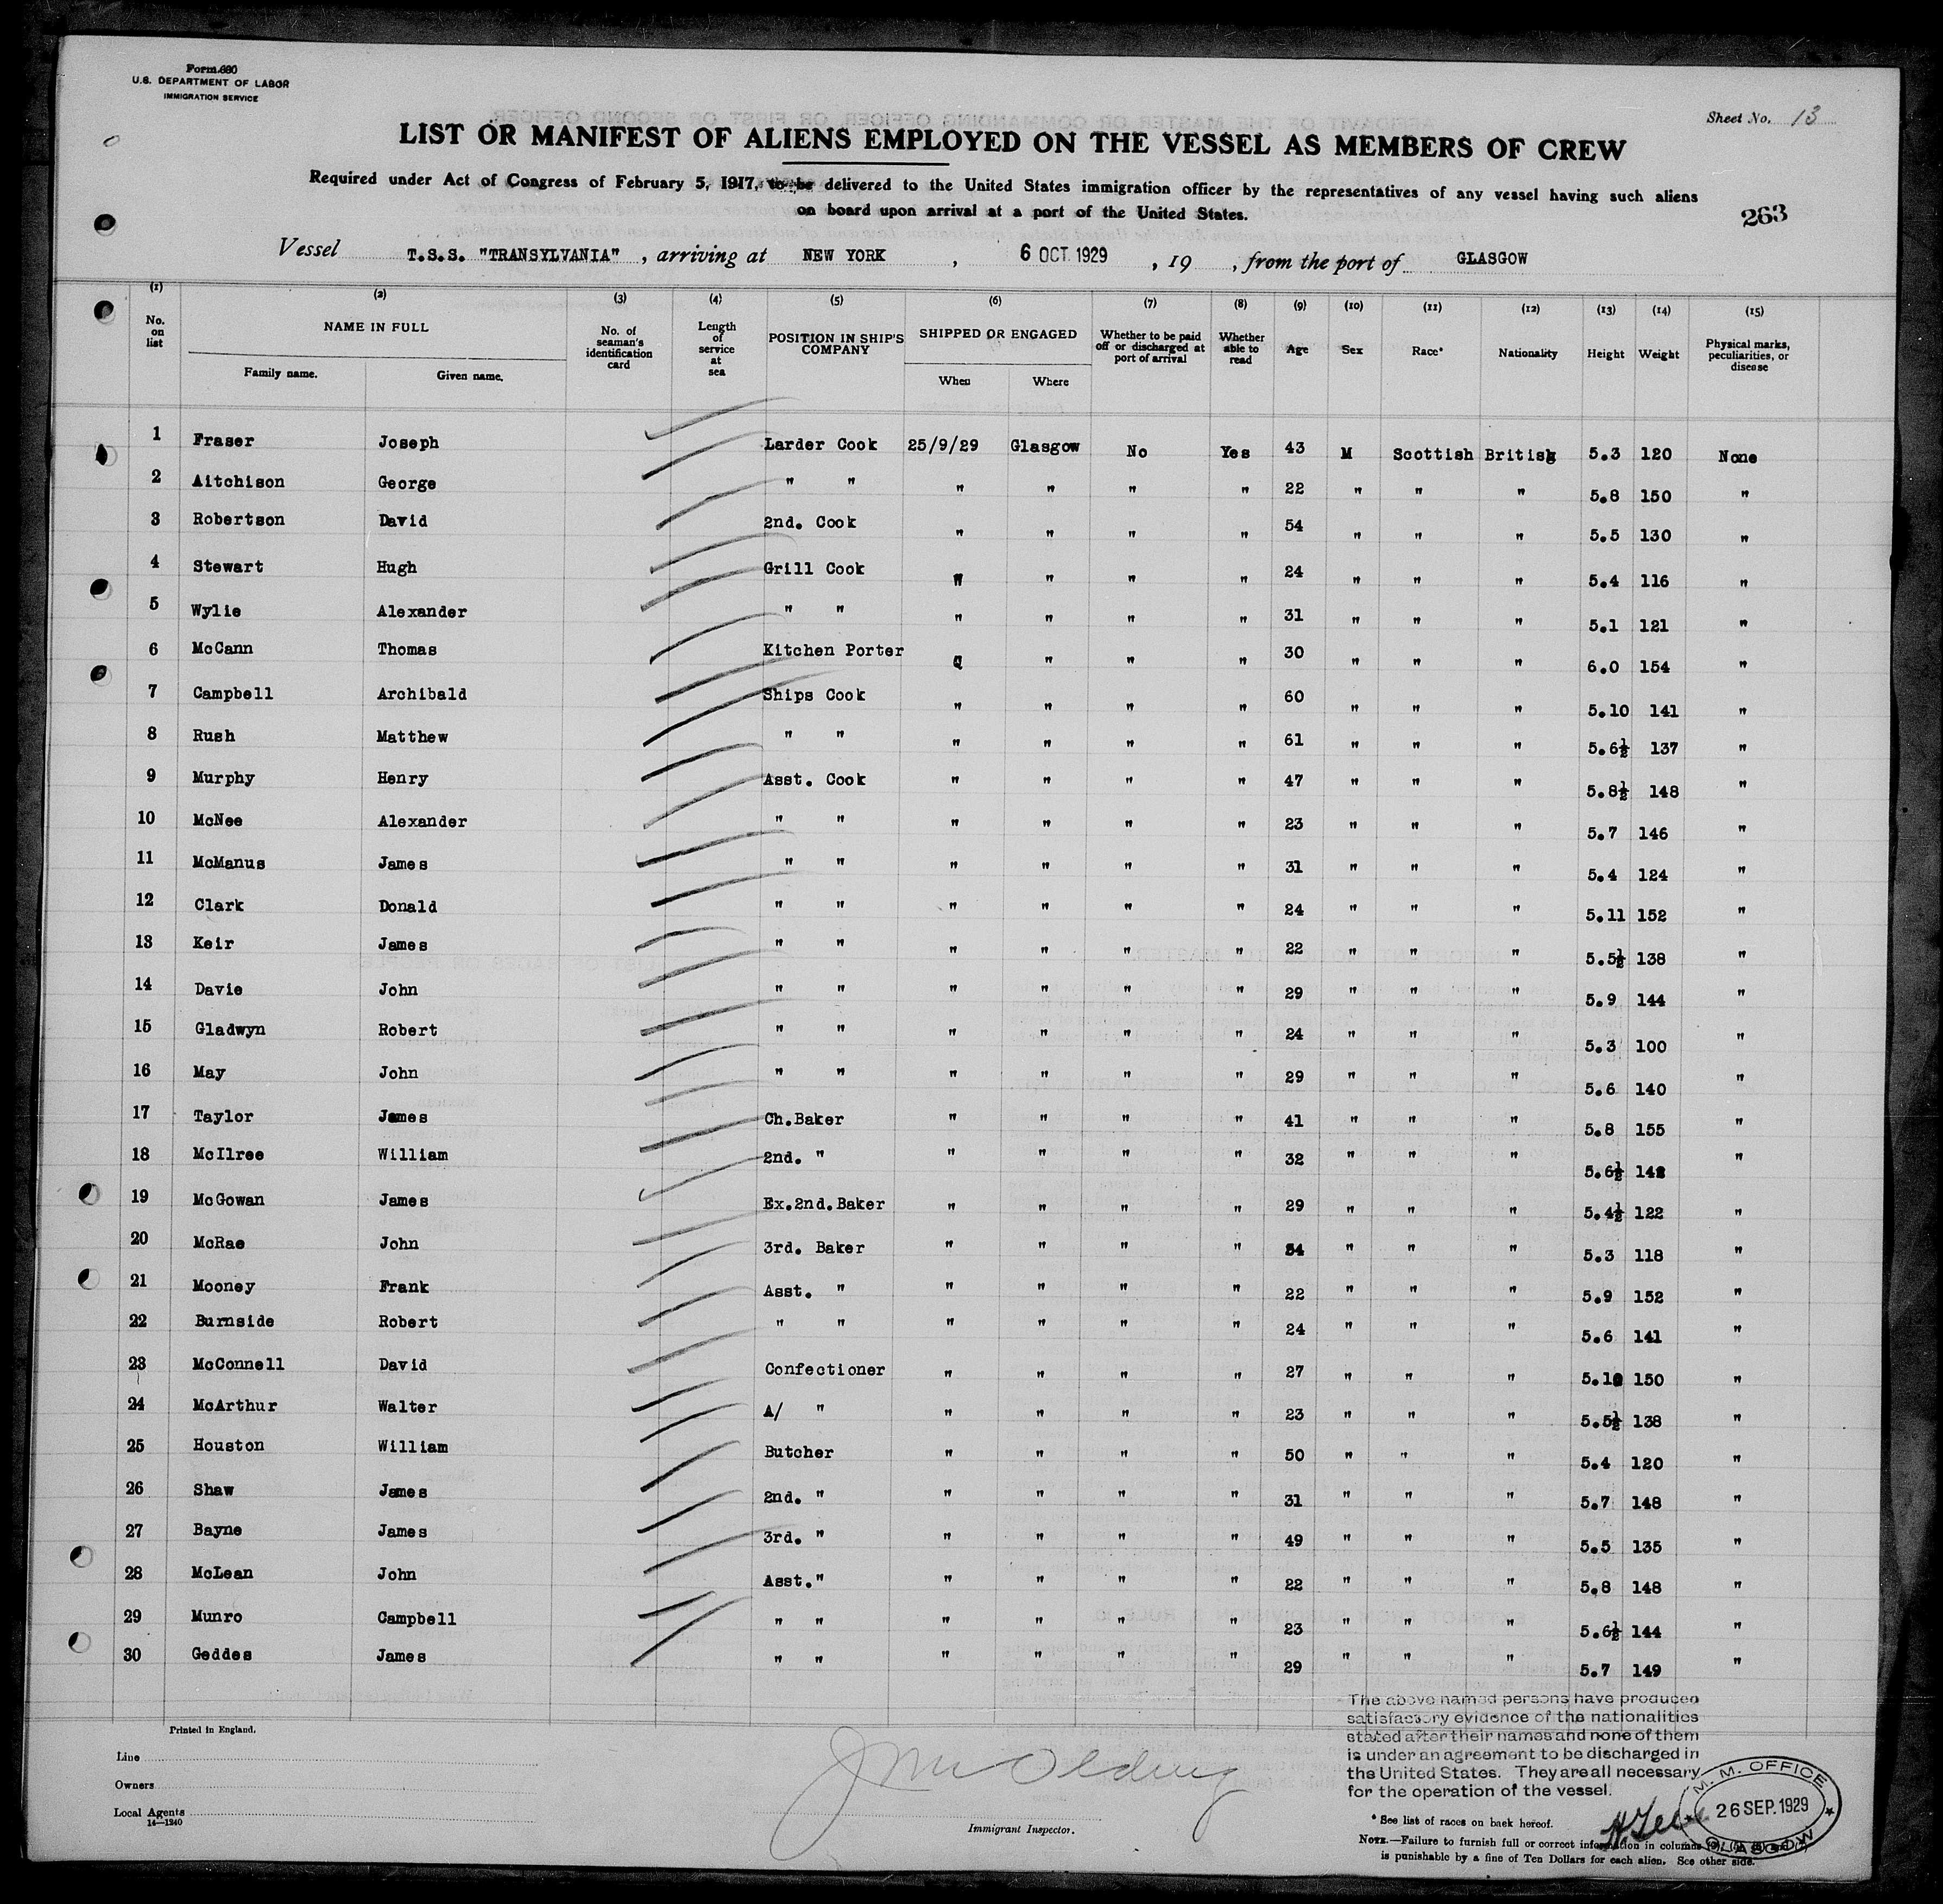 Form 680
U.S. DEPARTMENT OF LABOR
IMMIGRATION SERVICE
Sheet No. 13
LIST OR MANIFEST OF ALIENS EMPLOYED ON THE VESSEL AS MEMBERS OF CREW
Required under Act of Congress of February 5, 1917, to be delivered to the United States immigration officer by the representatives of any vessel having such aliens
on board upon arrival at a port of the United States.
263
Vessel T.S.S. "TRANSYLVANIA", arriving at NEW YORK, 6 OCT 1929, 19 , from the port of GLASGOW
(1) (2) (3) (4) (5) (6) (7) (8) (9) (10) (11) (12) (13) (14) (15)
No. on list NAME IN FULL Family name. Given name. No. of seaman's identification card Length of service at sea POSITION IN SHIP'S COMPANY SHIPPED OR ENGAGED When Where Whether to be paid off or discharged at port of arrival Whether able to read Age Sex Race* Nationality Height Weight Physical marks, peculiarities, or disease
1 Fraser Joseph Larder Cook 25/9/29 Glasgow No Yes 43 M Scottish British 5.3 120 None
2 Aitchison George " " " " " " 22 " " " 5.8 150 "
3 Robertson David 2nd. Cook " " " " 54 " " " 5.5 130 "
4 Stewart Hugh Grill Cook " " " " 24 " " " 5.4 116 "
5 Wylie Alexander " " " " " " 31 " " " 5.1 121 "
6 McCann Thomas Kitchen Porter " " " " 30 " " " 6.0 154 "
7 Campbell Archibald Ships Cook " " " " 60 " " " 5.10 141 "
8 Rush Matthew " " " " " " 61 " " " 5.6½ 137 "
9 Murphy Henry Asst. Cook " " " " 47 " " " 5.8½ 148 "
10 McNee Alexander " " " " " " 23 " " " 5.7 146 "
11 McManus James " " " " " " 31 " " " 5.4 124 "
12 Clark Donald " " " " " " 24 " " " 5.11 152 "
13 Keir James " " " " " " 22 " " " 5.5½ 138 "
14 Davie John " " " " " " 29 " " " 5.9 144 "
15 Gladwyn Robert " " " " " " 24 " " " 5.3 100 "
16 May John " " " " " " 29 " " " 5.6 140 "
17 Taylor James Ch.Baker " " " " 41 " " " 5.8 155 "
18 McIlree William 2nd. " " " " " 32 " " " 5.6½ 142 "
19 McGowan James Ex.2nd.Baker " " " " 29 " " " 5.4½ 122 "
20 McRae John 3rd. Baker " " " " " " " 5.3 118 "
21 Mooney Frank Asst. " " " " " 22 " " " 5.9 152 "
22 Burnside Robert " " " " " " 24 " " " 5.6 141 "
23 McConnell David Confectioner " " " " 27 " " " 150 "
24 McArthur Walter A/ " " " " " 23 " " " 5.5½ 138 "
25 Houston William Butcher " " " " 50 " " " 5.4 120 "
26 Shaw James 2nd. " " " " " 31 " " " 5.7 148 "
27 Bayne James 3rd. " " " " " 49 " " " 5.5 135 "
28 McLean John Asst. " " " " " 22 " " " 5.8 148 "
29 Munro Campbell " " " " " " 23 " " " 5.6½ 144 "
30 Geddes James " " " " " " 29 " " " 5.7 149 "
The above named persons have produced
satisfactory evidence of the nationalities
stated after their names and none of them
is under an agreement to be discharged in
the United States. They are all necessary
for the operation of the vessel.
Printed in England.
Line
Owners
Local Agents
14—1240
Immigrant Inspector.
M. M. OFFICE
26 SEP. 1929
GLASGOW
* See list of races on back hereof.
NOTE.—Failure to furnish full or correct information in columns
is punishable by a fine of Ten Dollars for each alien. See other side.